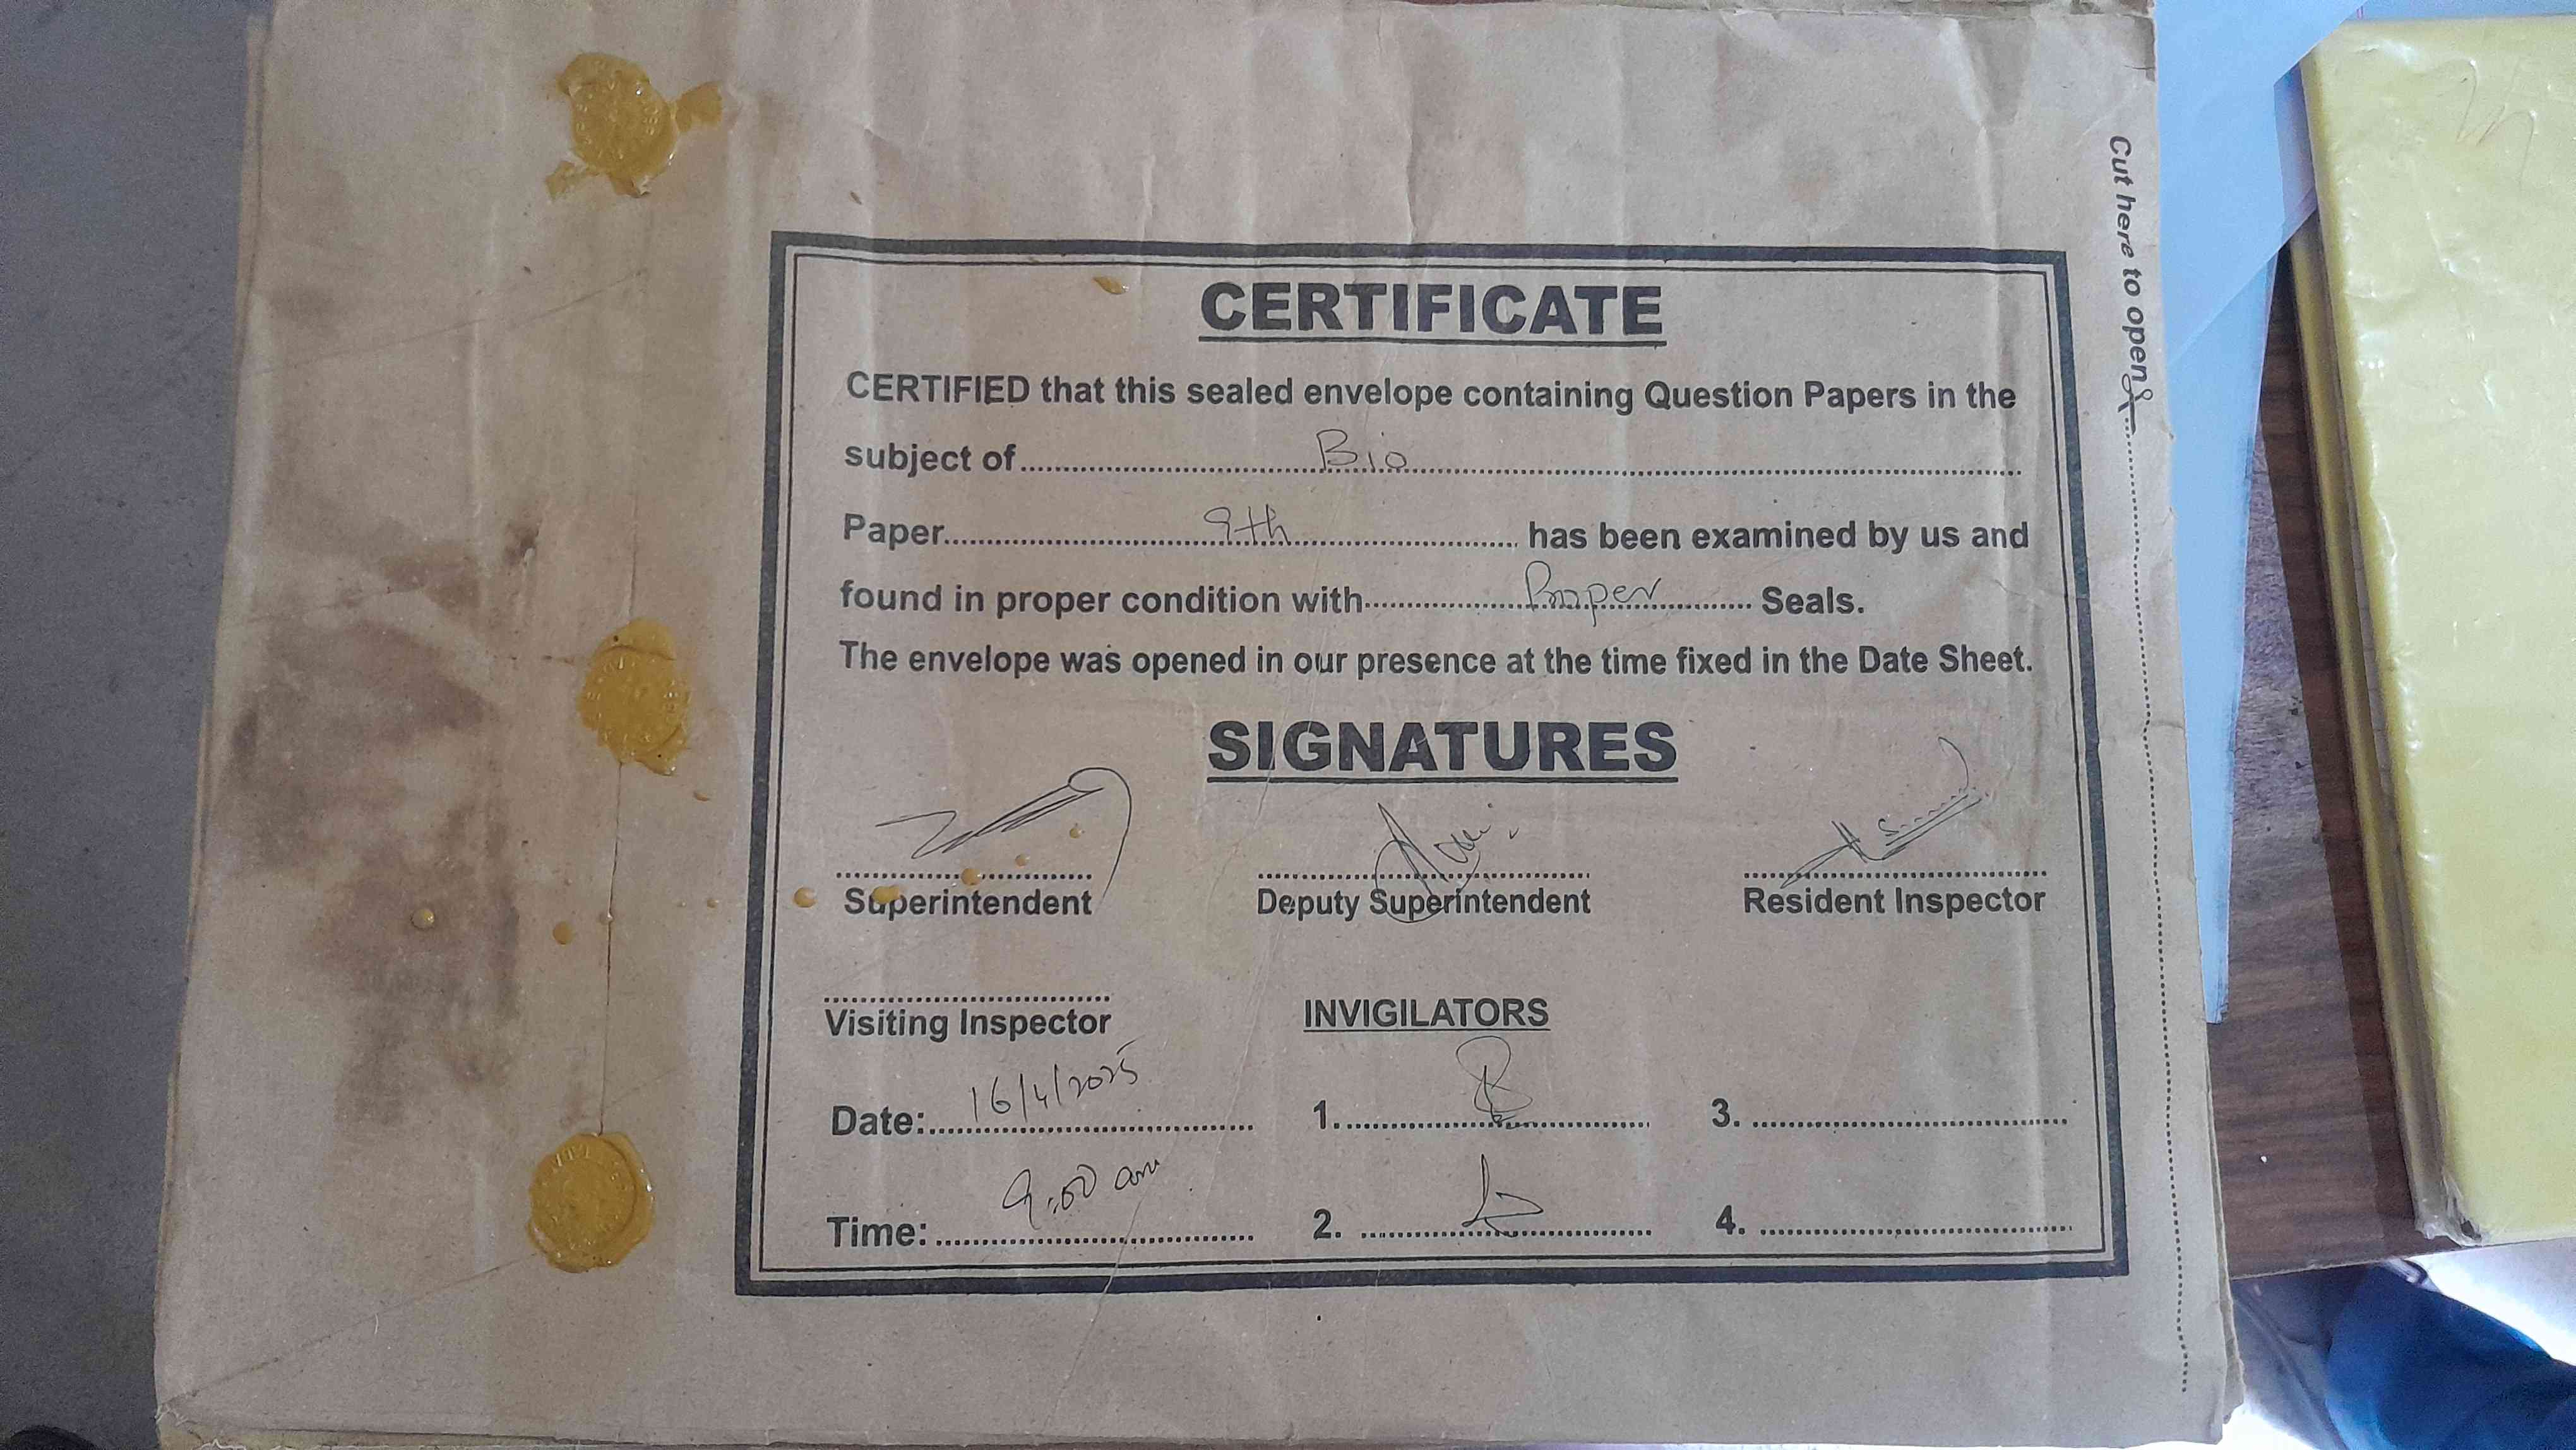 Cut here to open
CERTIFICATE
CERTIFIED that this sealed envelope containing Question Papers in the
subject of.......... Bio ..........
Paper.......... 9th .......... has been examined by us and
found in proper condition with.......... Proper .......... Seals.
The envelope was opened in our presence at the time fixed in the Date Sheet.
SIGNATURES
Superintendent Deputy Superintendent Resident Inspector
Visiting Inspector INVIGILATORS
Date: 16/4/2025 1. .......... 3. ..........
Time: 9:00 am 2. .......... 4. ..........